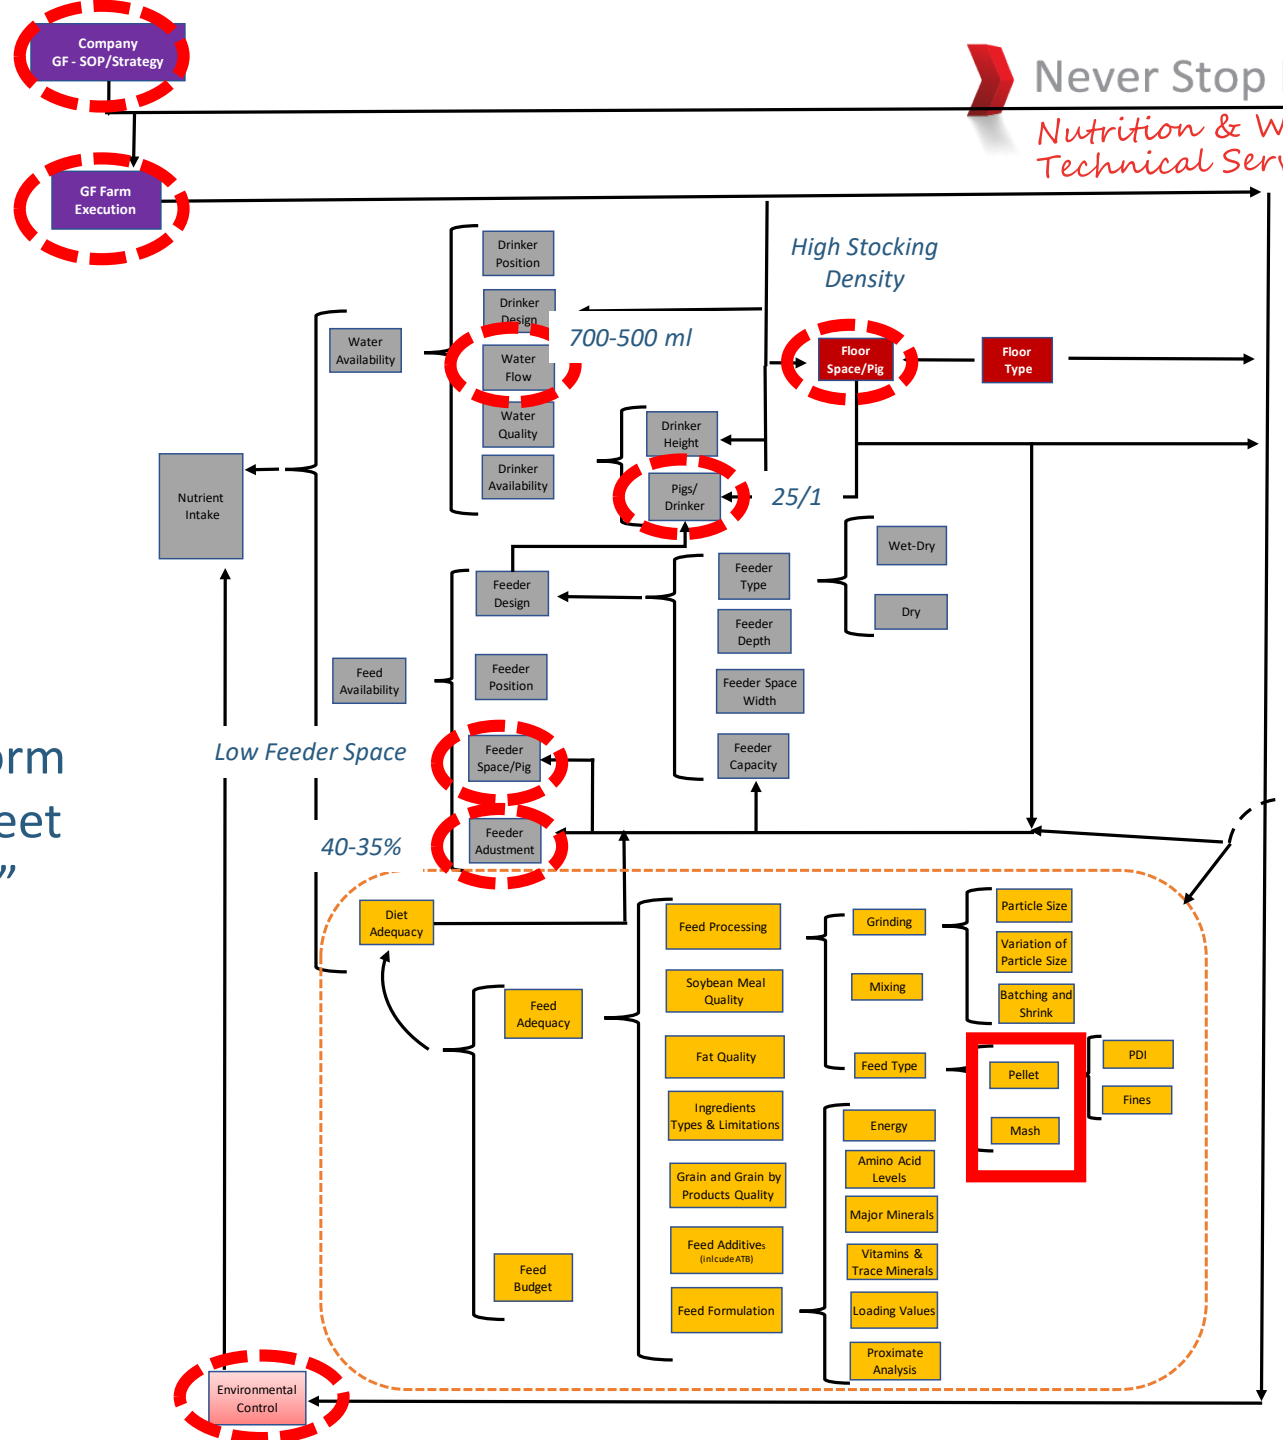 Company
GF - SOP/Strategy
Never Stop
Nutrition & W
Technical Serv
GF Farm
Execution
Drinker
Position
High Stocking
Density
Drinker
Design
700-500 ml
Water
Availability
Water
Flow
Floor
Space/Pig
Floor
Type
Water
Quality
Drinker
Height
Drinker
Availability
Nutrient
Intake
Pigs/
Drinker
25/1
Wet-Dry
Feeder
Type
Feeder
Design
Dry
Feeder
Depth
Feed
Availability
Feeder
Position
Feeder Space
Width
orm
eet
”
Low Feeder Space
Feeder
Space/Pig
Feeder
Capacity
40-35%
Feeder
Adustment
Diet
Adequacy
Feed Processing
Grinding
Particle Size
Variation of
Particle Size
Soybean Meal
Quality
Mixing
Batching and
Shrink
Feed
Adequacy
Fat Quality
Feed Type
Pellet
PDI
Fines
Mash
Ingredients
Types & Limitations
Energy
Amino Acid
Levels
Grain and Grain by
Products Quality
Major Minerals
Feed Additives
(inlcude ATB)
Vitamins &
Trace Minerals
Feed
Budget
Feed Formulation
Loading Values
Proximate
Analysis
Environmental
Control